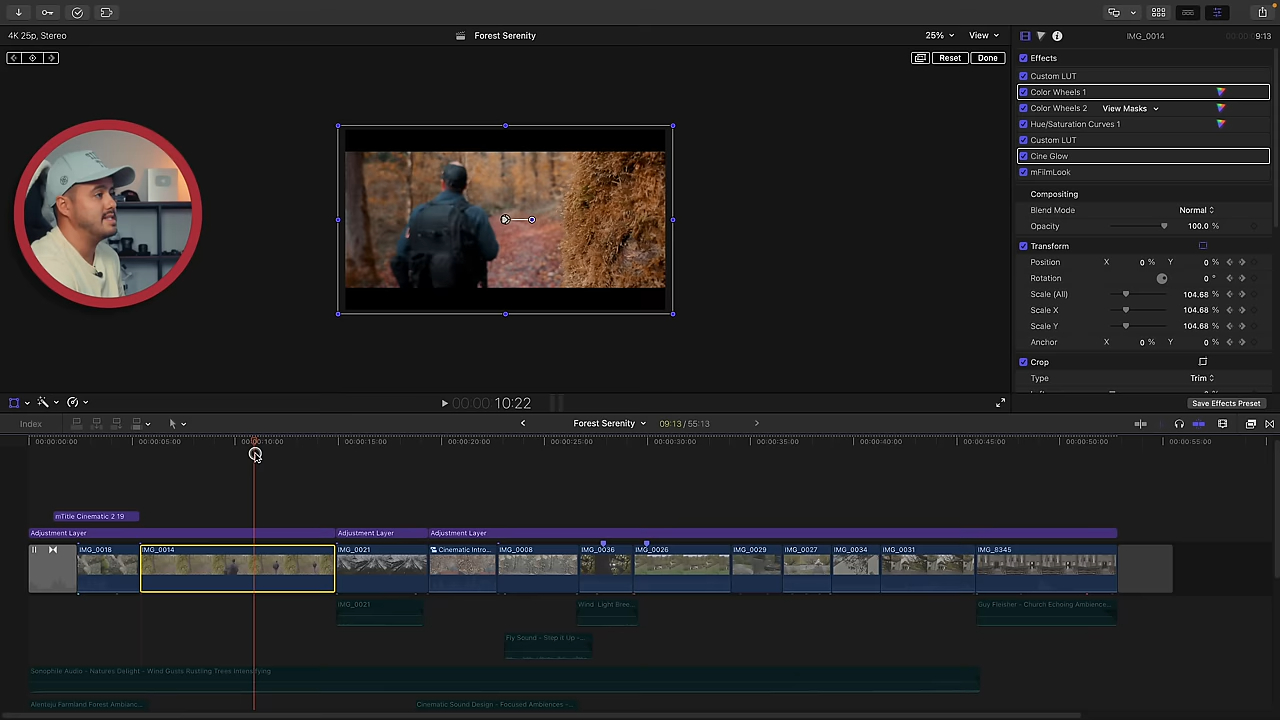 4K 25p, Stereo
Forest Serenity
25%
View
IMG_0014
9:13
Reset
Done
Effects
Custom LUT
Color Wheels 1
Color Wheels 2
View Masks
Hue/Saturation Curves 1
Custom LUT
Cine Glow
mFilmLook
Compositing
Blend Mode
Normal
Opacity
100.0 %
Transform
Position
X
0 %
Y
0 %
Rotation
0 °
Scale (All)
104.68 %
Scale X
104.68 %
Scale Y
104.68 %
Anchor
X
0 %
Y
0 %
Crop
Type
Trim
Save Effects Preset
00:00:00 10:22
Index
Forest Serenity
09:13 / 55:13
00:00:00:00
00:00:05:00
00:00:10:00
00:00:15:00
00:00:20:00
00:00:25:00
00:00:30:00
00:00:35:00
00:00:40:00
00:00:45:00
00:00:50:00
00:00:55:00
mTitle Cinematic 2 19
Adjustment Layer
Adjustment Layer
Adjustment Layer
IMG_0018
IMG_0014
IMG_0021
Cinematic Intro...
IMG_0008
IMG_0036
IMG_0026
IMG_0029
IMG_0027
IMG_0034
IMG_0031
IMG_8345
IMG_0021
Wind Light Bree...
Guy Fleisher - Church Echoing Ambience...
Fly Sound - Step it Up -...
Sonophile Audio - Natures Delight - Wind Gusts Rustling Trees Intensifying
Alentejo Farmland Forest Ambianc...
Cinematic Sound Design - Focused Ambiences -...